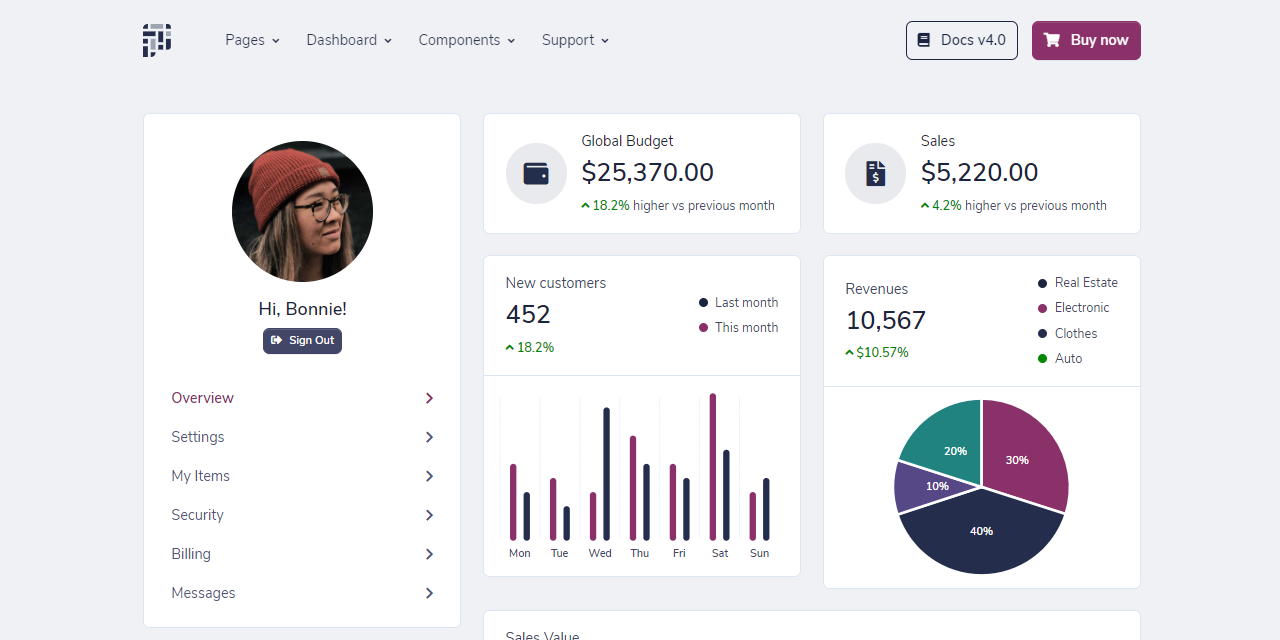 Pages
Dashboard
Components
Support
Docs v4.0
Buy now
Hi, Bonnie!
Sign Out
Overview
Settings
My Items
Security
Billing
Messages
Global Budget
$25,370.00
18.2% higher vs previous month
Sales
$5,220.00
4.2% higher vs previous month
New customers
452
18.2%
Last month
This month
Mon Tue Wed Thu Fri Sat Sun
Revenues
10,567
$10.57%
Real Estate
Electronic
Clothes
Auto
20%
30%
10%
40%
Sales Value